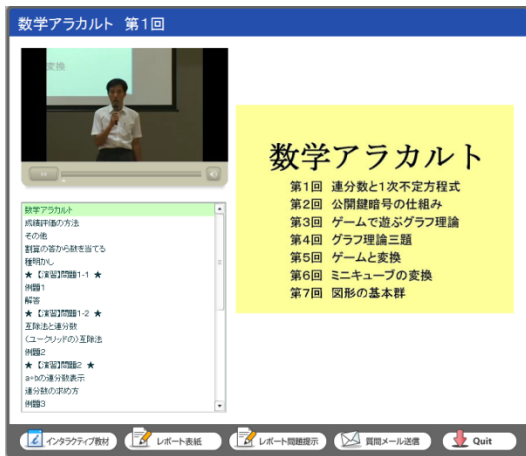 数学アラカルト 第1回
変換
数学アラカルト
成績評価の方法
その他
割算の答から数を当てる
種明かし
★【演習】問題1-1 ★
例題1
解答
★【演習】問題1-2 ★
互除法と連分数
(ユークリッドの)互除法
例題2
★【演習】問題2 ★
a÷bの連分数表示
連分数の求め方
例題3
数学アラカルト
第1回 連分数と1次不定方程式
第2回 公開鍵暗号の仕組み
第3回 ゲームで遊ぶグラフ理論
第4回 グラフ理論三題
第5回 ゲームと変換
第6回 ミニキューブの変換
第7回 図形の基本群
インタラクティブ教材
レポート表紙
レポート問題提示
質問メール送信
Quit